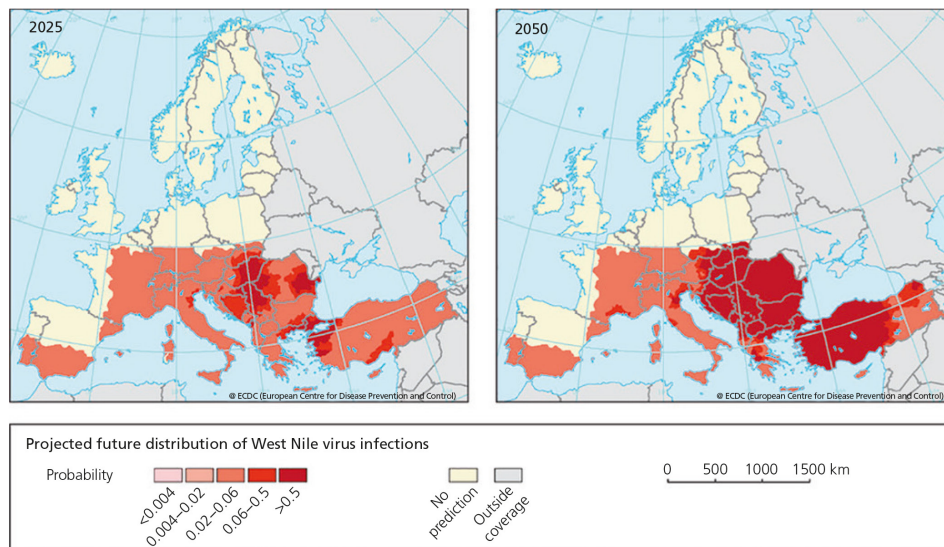 2025
2050
@ ECDC (European Centre for Disease Prevention and Control)
@ ECDC (European Centre for Disease Prevention and Control)
Projected future distribution of West Nile virus infections
Probability
<0.004
0.004–0.02
0.02–0.06
0.06–0.5
>0.5
No
prediction
Outside
coverage
0 500 1000 1500 km